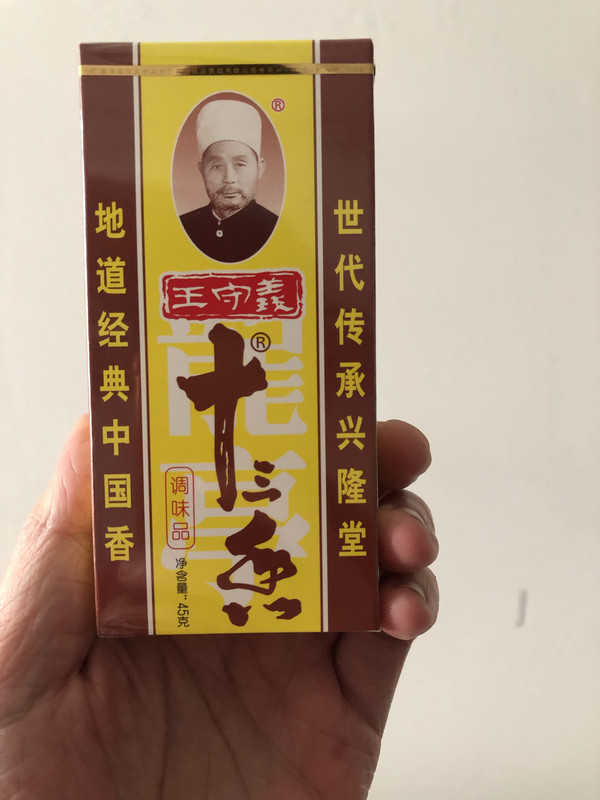 ®
王守義
十三香
®
调味品
净含量：45克
世代传承兴隆堂
地道经典中国香